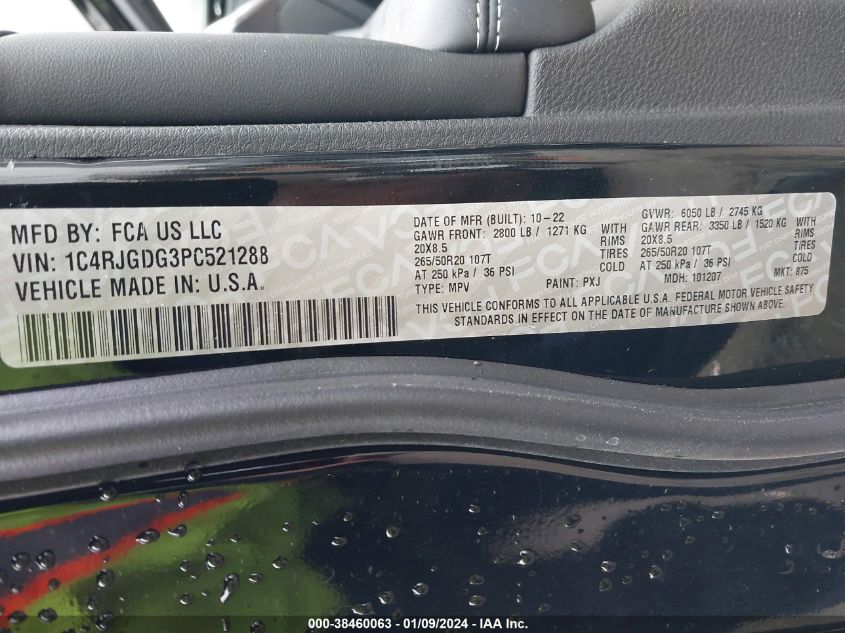 MFD BY: FCA US LLC
VIN: 1C4RJGDG3PC521288
VEHICLE MADE IN: U.S.A.
DATE OF MFR (BUILT): 10-22 GVWR: 6050 LB / 2745 KG
GAWR FRONT: 2800 LB / 1271 KG WITH GAWR REAR: 3350 LB / 1520 KG WITH
20X8.5 TIRES 20X8.5 TIRES
265/50R20 107T RIMS 265/50R20 107T RIMS
AT 250 kPa / 36 PSI COLD AT 250 kPa / 36 PSI COLD
TYPE: MPV PAINT: PXJ MDH: 101207 MKT: 875
THIS VEHICLE CONFORMS TO ALL APPLICABLE U.S.A. FEDERAL MOTOR VEHICLE SAFETY
STANDARDS IN EFFECT ON THE DATE OF MANUFACTURE SHOWN ABOVE.
000-38460063 - 01/09/2024 - IAAI Inc.